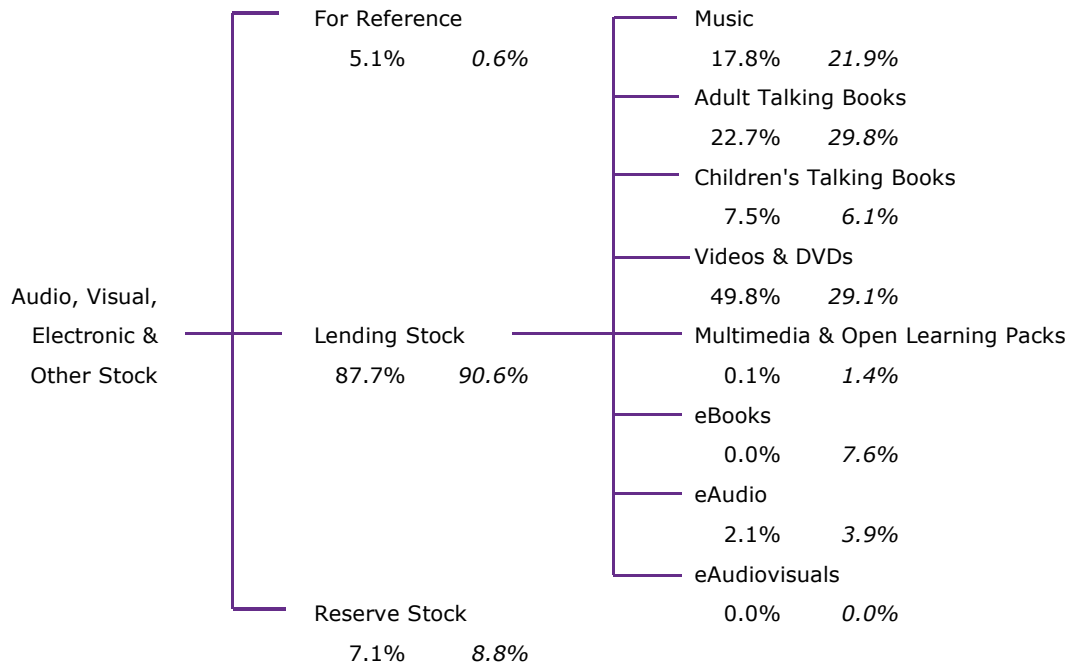 For Reference
5.1% 0.6%
Audio, Visual,
Electronic &
Other Stock
Lending Stock
87.7% 90.6%
Reserve Stock
7.1% 8.8%
Music
17.8% 21.9%
Adult Talking Books
22.7% 29.8%
Children's Talking Books
7.5% 6.1%
Videos & DVDs
49.8% 29.1%
Multimedia & Open Learning Packs
0.1% 1.4%
eBooks
0.0% 7.6%
eAudio
2.1% 3.9%
eAudiovisuals
0.0% 0.0%